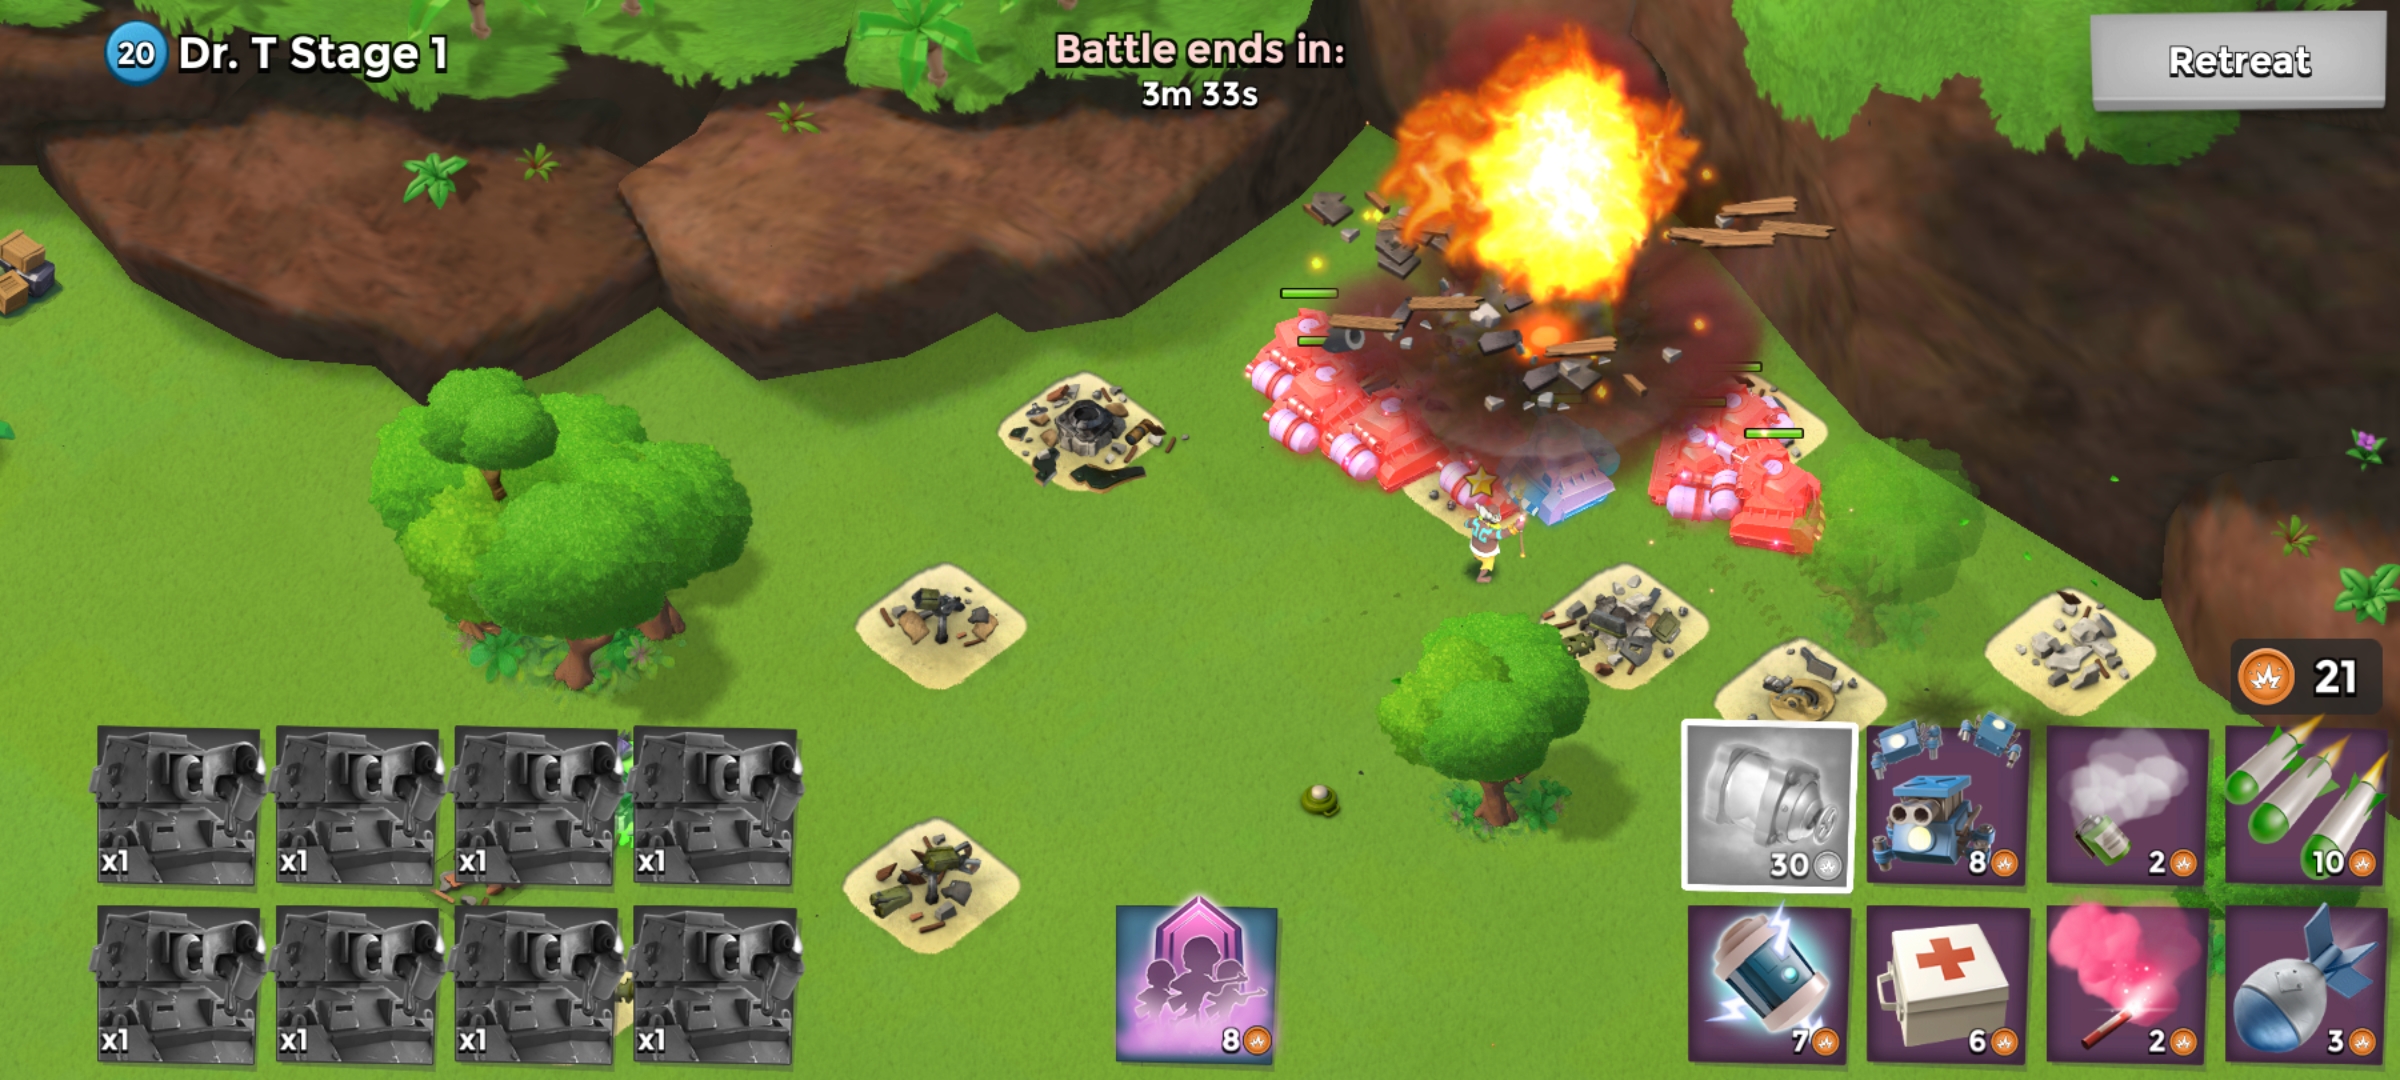 20 Dr. T Stage 1
Battle ends in:
3m 33s
Retreat
21
x1 x1 x1 x1
30 8 2 10
x1 x1 x1 x1
8
7 6 2 3